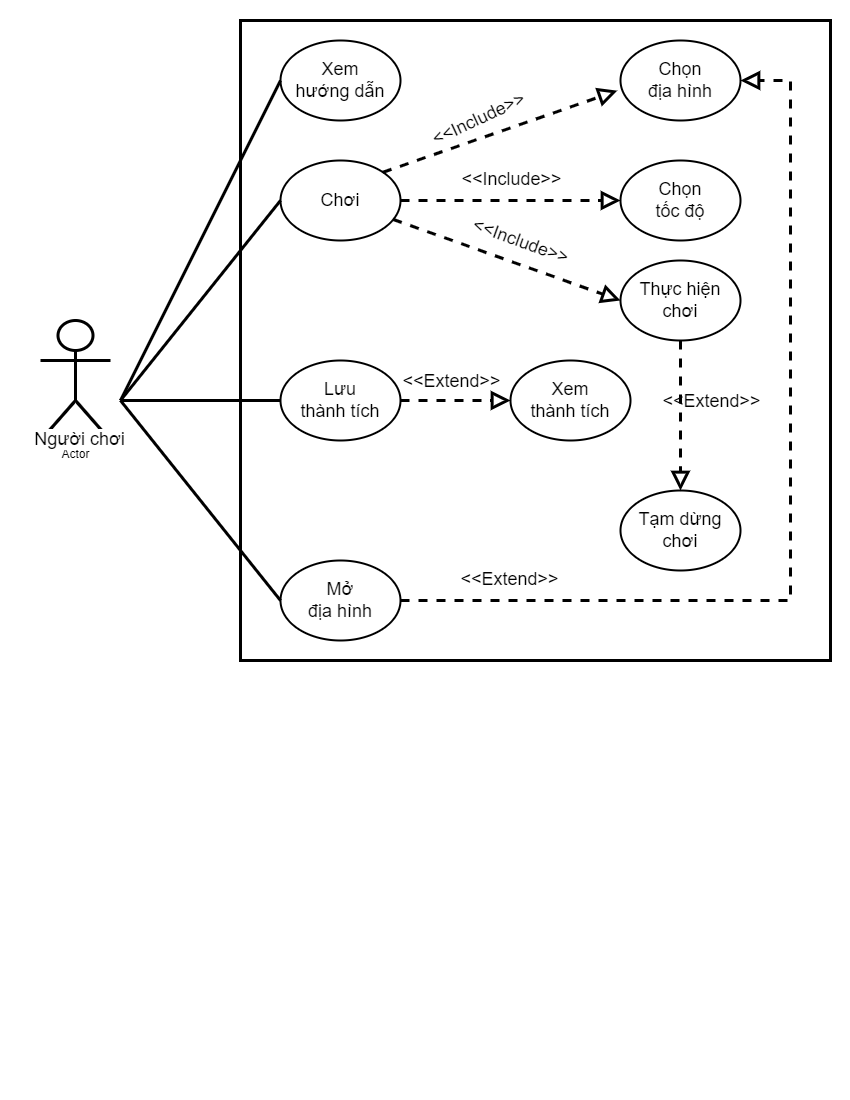 Xem
hướng dẫn
Chọn
địa hình
<<Include>>
Chơi
<<Include>>
Chọn
tốc độ
<<Include>>
Thực hiện
chơi
Người chơi
Actor
Lưu
thành tích
<<Extend>>
Xem
thành tích
<<Extend>>
Tạm dừng
chơi
Mở
địa hình
<<Extend>>